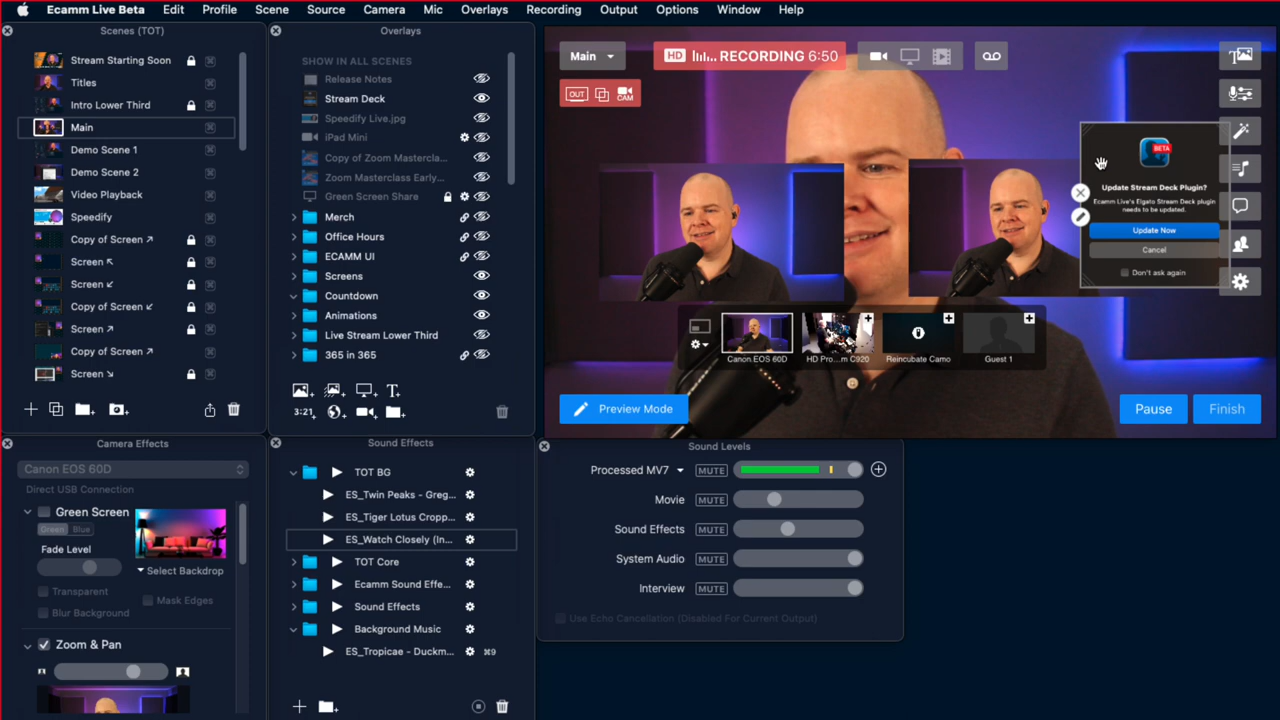 Ecamm Live Beta Edit Profile Scene Source Camera Mic Overlays Recording Output Options Window Help
Scenes (TOT)
Stream Starting Soon
Titles
Intro Lower Third
Main
Demo Scene 1
Demo Scene 2
Video Playback
Speedify
Copy of Screen ↗
Screen ↖
Screen ↙
Copy of Screen ↙
Screen ↗
Copy of Screen ↗
Screen ↘
Overlays
SHOW IN ALL SCENES
Release Notes
Stream Deck
Speedify Live.jpg
iPad Mini
Copy of Zoom Mastercla...
Zoom Masterclass Early...
Green Screen Share
Merch
Office Hours
ECAMM UI
Screens
Countdown
Animations
Live Stream Lower Third
365 in 365
T+
3:21+
Main
HD RECORDING 6:50
OUT CAM
BETA
Update Stream Deck Plugin?
Ecamm Live's Elgato Stream Deck plugin
needs to be updated.
Update Now
Cancel
Don't ask again
Canon EOS 60D
HD Pro...m C920
Reincubate Camo
Guest 1
Preview Mode
Pause
Finish
Camera Effects
Canon EOS 60D
Direct USB Connection
Green Screen
Green Blue
Fade Level
Select Backdrop
Transparent
Mask Edges
Blur Background
Zoom & Pan
Sound Effects
TOT BG
ES_Twin Peaks - Greg...
ES_Tiger Lotus Cropp...
ES_Watch Closely (In...
TOT Core
Ecamm Sound Effe...
Sound Effects
Background Music
ES_Tropicae - Duckm... ⌘9
Sound Levels
Processed MV7 MUTE
Movie MUTE
Sound Effects MUTE
System Audio MUTE
Interview MUTE
Use Echo Cancellation (Disabled For Current Output)